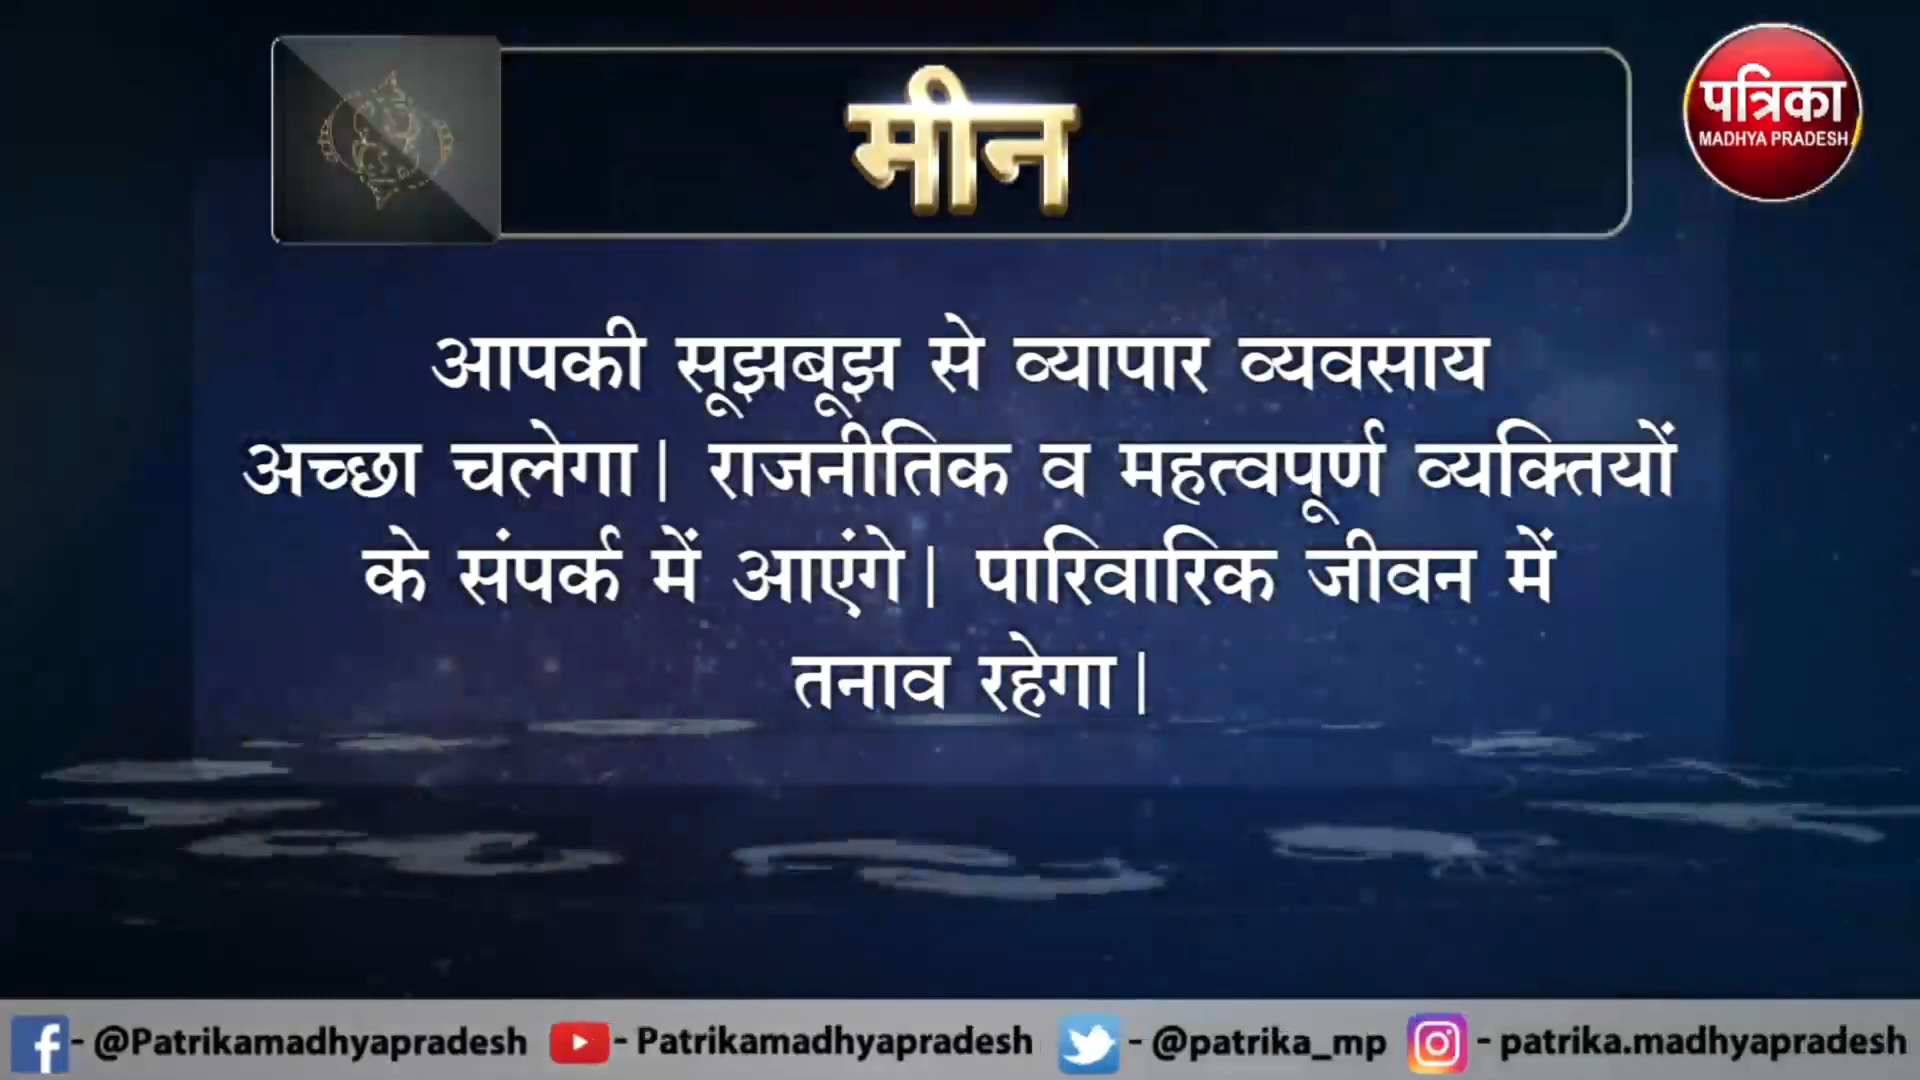 मीन
पत्रिका
MADHYA PRADESH
आपकी सूझबूझ से व्यापार व्यवसाय
अच्छा चलेगा| राजनीतिक व महत्वपूर्ण व्यक्तियों
के संपर्क में आएंगे| पारिवारिक जीवन में
तनाव रहेगा|
- @Patrikamadhyapradesh - Patrikamadhyapradesh - @patrika_mp - patrika.madhyapradesh